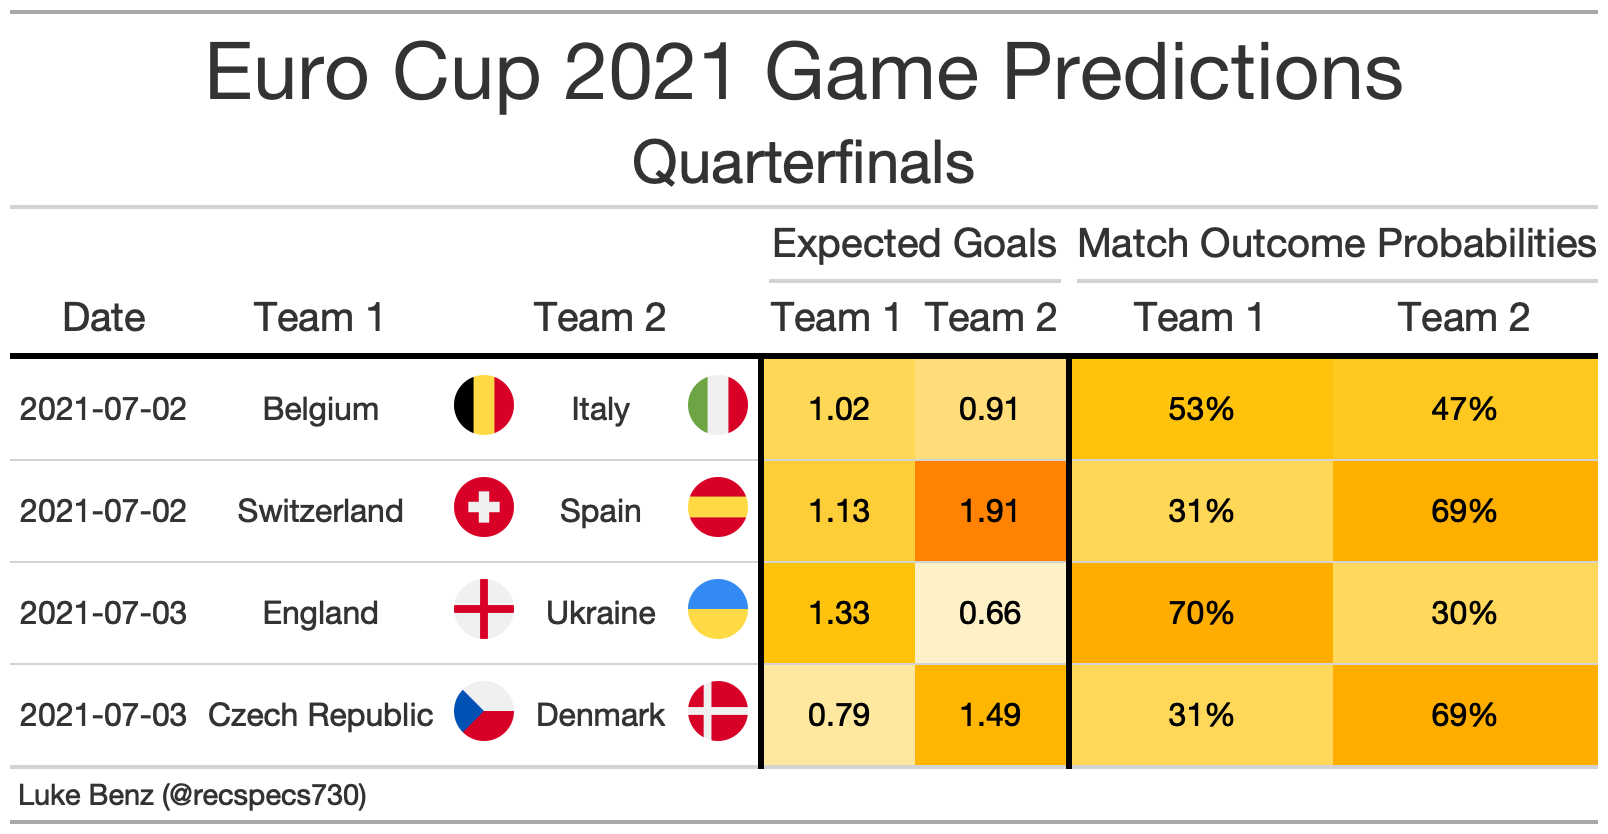 Euro Cup 2021 Game Predictions
Quarterfinals
Expected Goals Match Outcome Probabilities
Date Team 1 Team 2 Team 1 Team 2 Team 1 Team 2
2021-07-02 Belgium Italy 1.02 0.91 53% 47%
2021-07-02 Switzerland Spain 1.13 1.91 31% 69%
2021-07-03 England Ukraine 1.33 0.66 70% 30%
2021-07-03 Czech Republic Denmark 0.79 1.49 31% 69%
Luke Benz (@recspecs730)